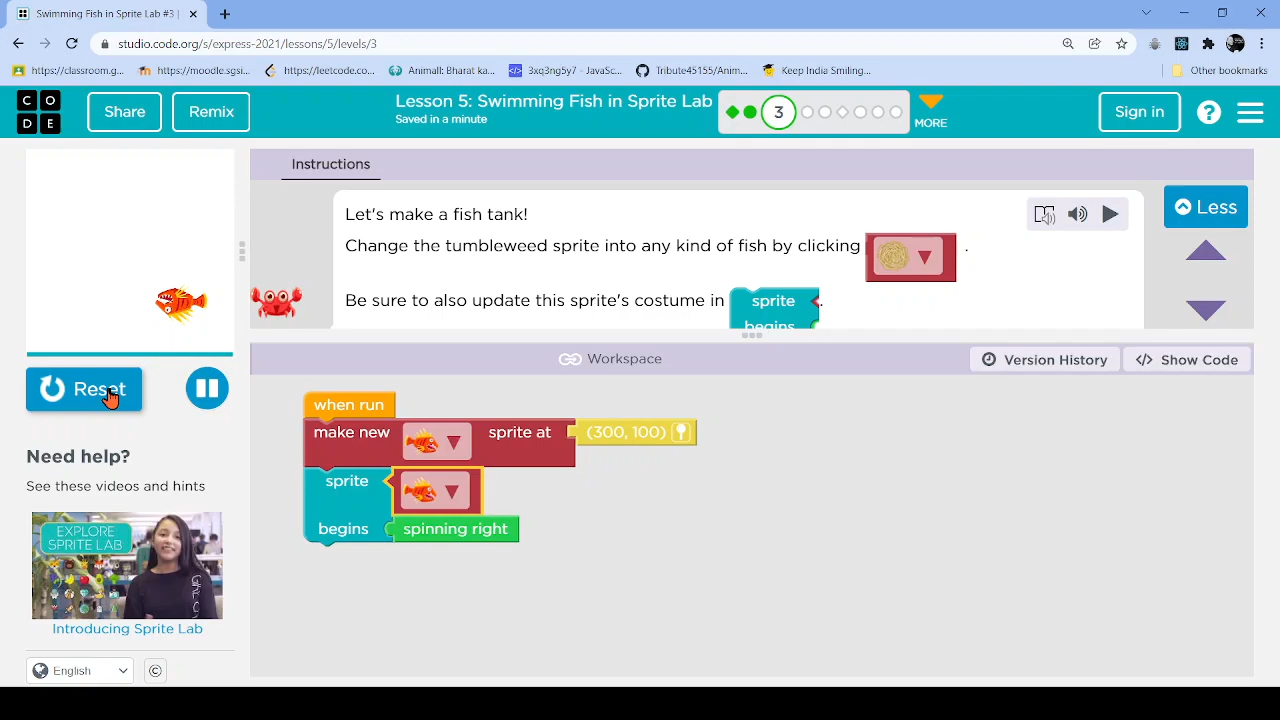 Swimming Fish in Sprite Lab #3 |
studio.code.org/s/express-2021/lessons/5/levels/3
https://classroom.g...
https://moodle.sgsi...
https://leetcode.co...
Animall: Bharat ka...
3xq3ng5y7 - JavaSc...
Tribute45155/Anim...
Keep India Smiling...
Other bookmarks
C O
D E
Share
Remix
Lesson 5: Swimming Fish in Sprite Lab
Saved in a minute
3
MORE
Sign in
?
Instructions
Let's make a fish tank!
Change the tumbleweed sprite into any kind of fish by clicking .
Be sure to also update this sprite's costume in sprite begins .
Less
Reset
Workspace
Version History
Show Code
when run
make new sprite at (300, 100)
sprite
begins spinning right
Need help?
See these videos and hints
EXPLORE
SPRITE LAB
Introducing Sprite Lab
English
©